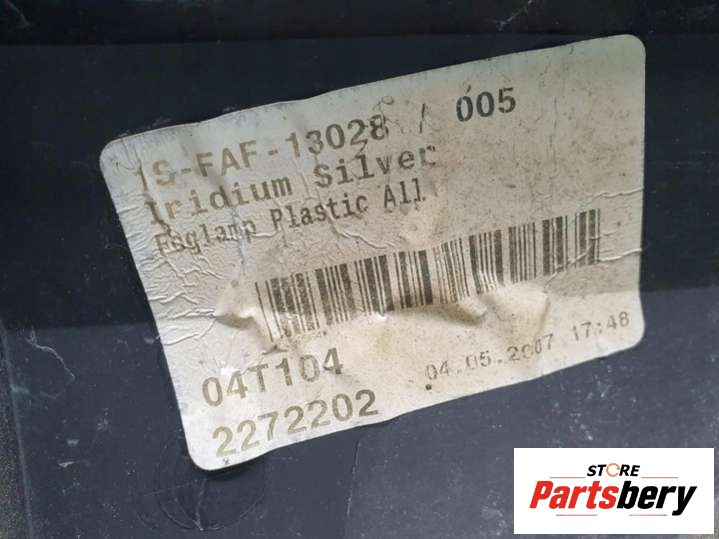 1S-FAF-13028 / 005
Iridium Silver
Foglamp Plastic All
04T104
04.05.2007 17:48
2272202
STORE
Partsbery